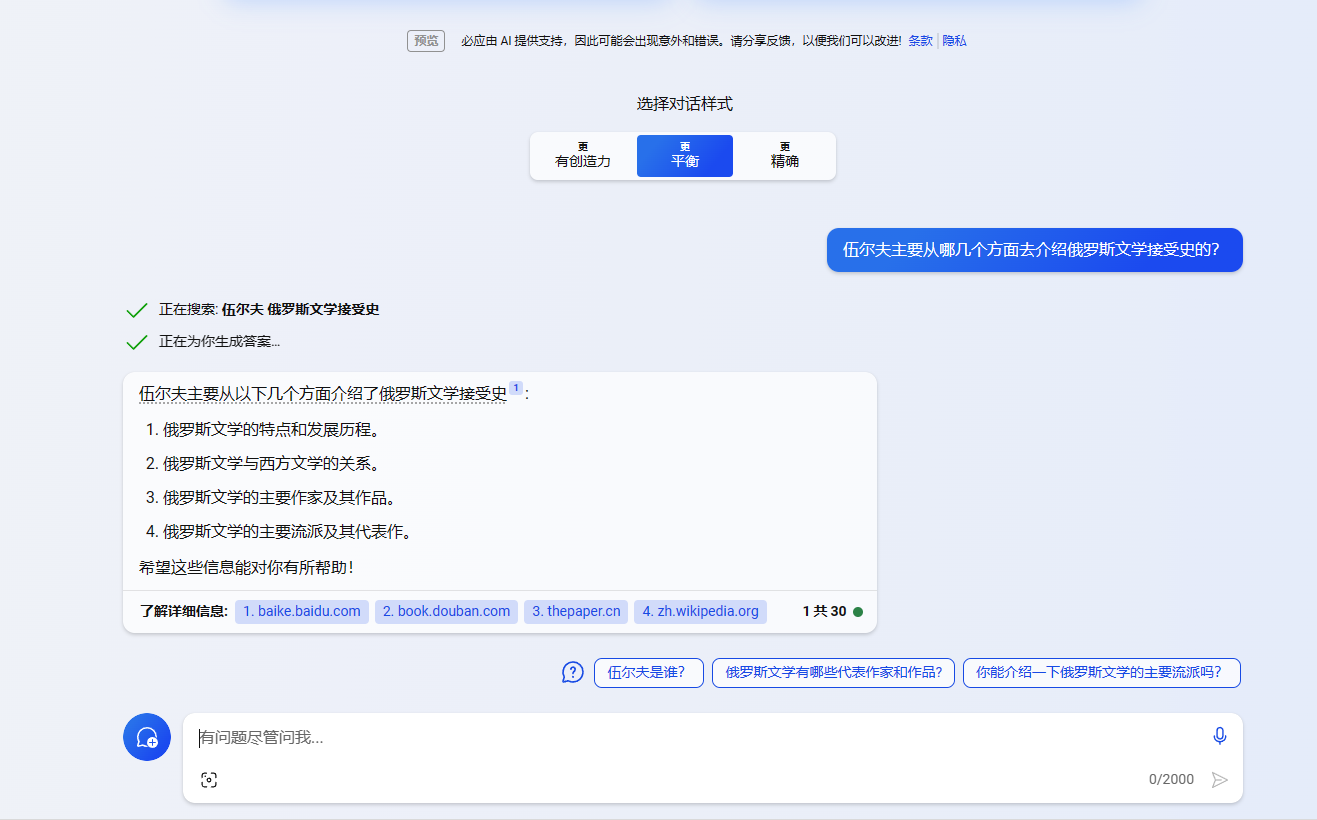 预览 必应由 AI 提供支持，因此可能会出现意外和错误。请分享反馈，以便我们可以改进! 条款 隐私
选择对话样式
更 更 更
有创造力 平衡 精确
伍尔夫主要从哪几个方面去介绍俄罗斯文学接受史的?
正在搜索: 伍尔夫 俄罗斯文学接受史
正在为你生成答案...
伍尔夫主要从以下几个方面介绍了俄罗斯文学接受史1：
1. 俄罗斯文学的特点和发展历程。
2. 俄罗斯文学与西方文学的关系。
3. 俄罗斯文学的主要作家及其作品。
4. 俄罗斯文学的主要流派及其代表作。
希望这些信息能对你有所帮助！
了解详细信息: 1. baike.baidu.com 2. book.douban.com 3. thepaper.cn 4. zh.wikipedia.org 1 共 30
伍尔夫是谁? 俄罗斯文学有哪些代表作家和作品? 你能介绍一下俄罗斯文学的主要流派吗?
有问题尽管问我...
0/2000